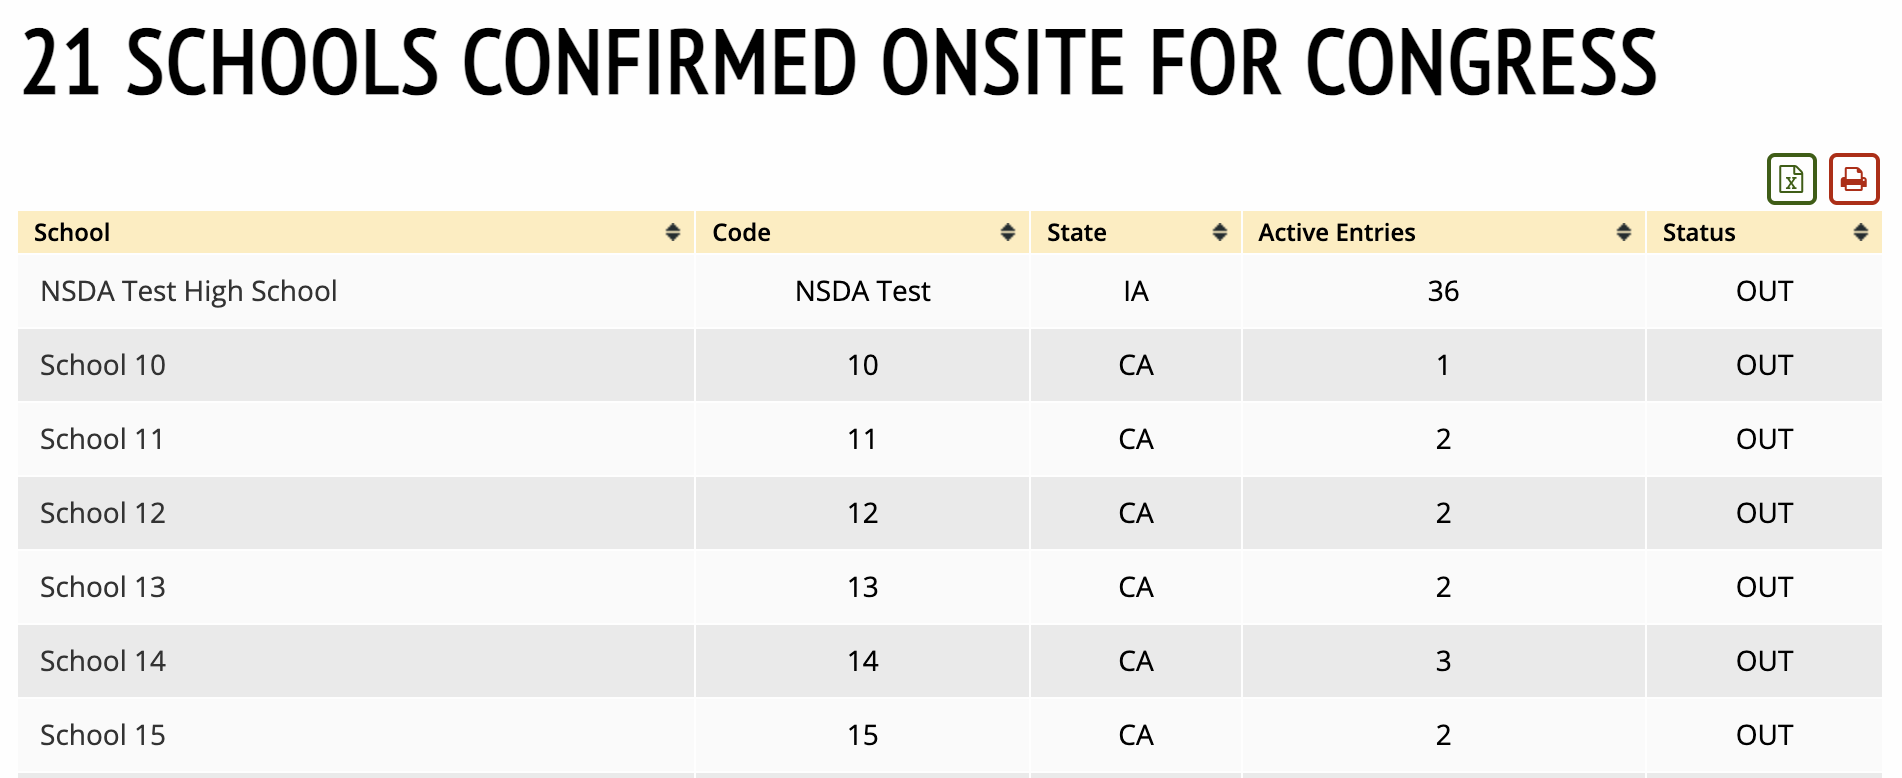 21 SCHOOLS CONFIRMED ONSITE FOR CONGRESS
School Code State Active Entries Status
NSDA Test High School NSDA Test IA 36 OUT
School 10 10 CA 1 OUT
School 11 11 CA 2 OUT
School 12 12 CA 2 OUT
School 13 13 CA 2 OUT
School 14 14 CA 3 OUT
School 15 15 CA 2 OUT